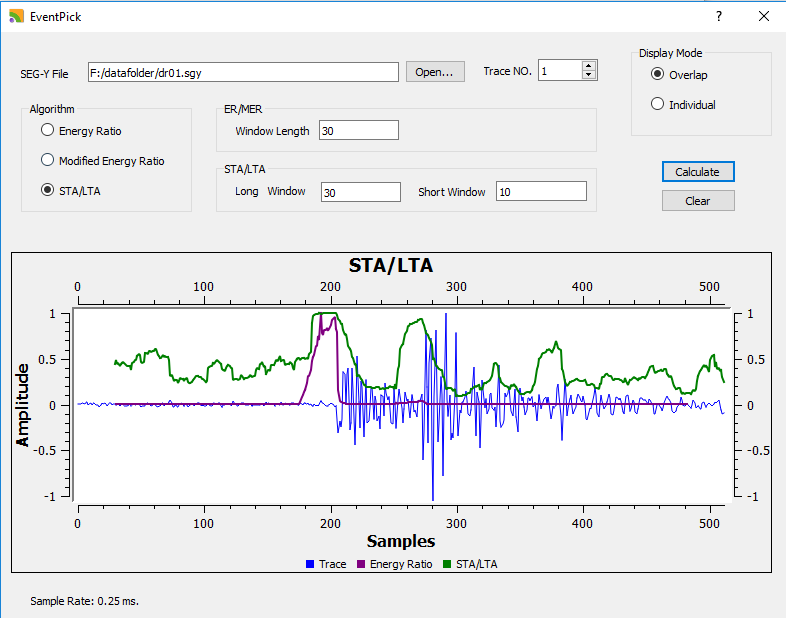 EventPick ?
SEG-Y File F:/datafolder/dr01.sgy Open... Trace NO. 1
Display Mode
Overlap
Individual
Algorithm
Energy Ratio
Modified Energy Ratio
STA/LTA
ER/MER
Window Length 30
STA/LTA
Long Window 30 Short Window 10
Calculate
Clear
STA/LTA
0 100 200 300 400 500
1 1
0.5 0.5
0 0
-0.5 -0.5
-1 -1
Amplitude
0 100 200 300 400 500
Samples
Trace Energy Ratio STA/LTA
Sample Rate: 0.25 ms.